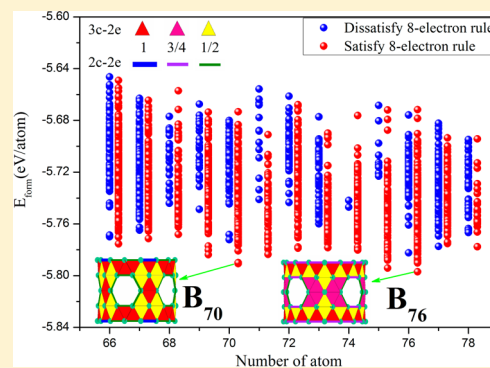 3c-2e
1 3/4 1/2
2c-2e
Dissatisfy 8-electron rule
Satisfy 8-electron rule
-5.60
-5.64
-5.68
-5.72
-5.76
-5.80
-5.84
E_form (eV/atom)
B70
B76
66 68 70 72 74 76 78
Number of atom